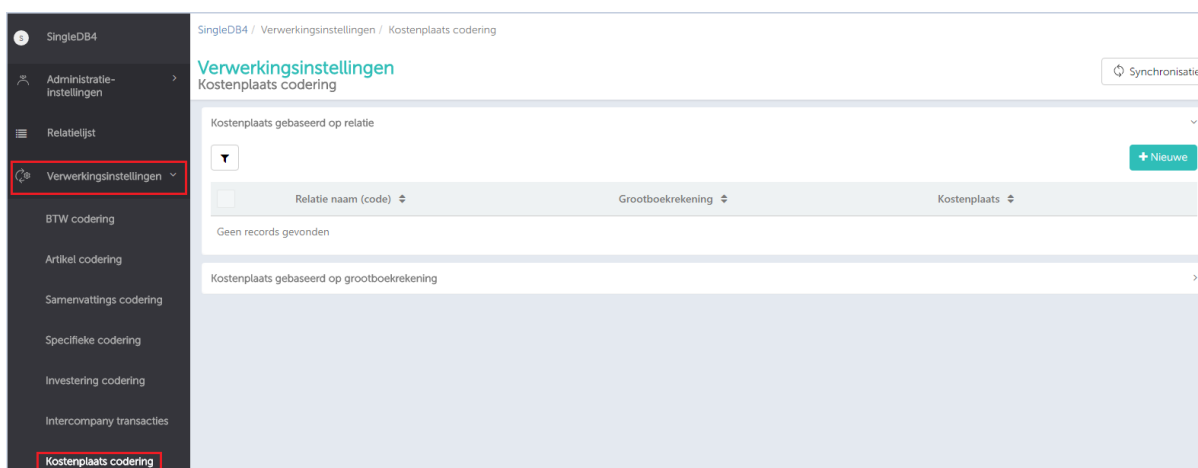 S SingleDB4
Administratie-
instellingen
Relatielijst
Verwerkingsinstellingen
BTW codering
Artikel codering
Samenvattings codering
Specifieke codering
Investering codering
Intercompany transacties
Kostenplaats codering
SingleDB4 / Verwerkingsinstellingen / Kostenplaats codering
Verwerkingsinstellingen
Kostenplaats codering
Synchronisatie
Kostenplaats gebaseerd op relatie
+ Nieuwe
Relatie naam (code) Grootboekrekening Kostenplaats
Geen records gevonden
Kostenplaats gebaseerd op grootboekrekening